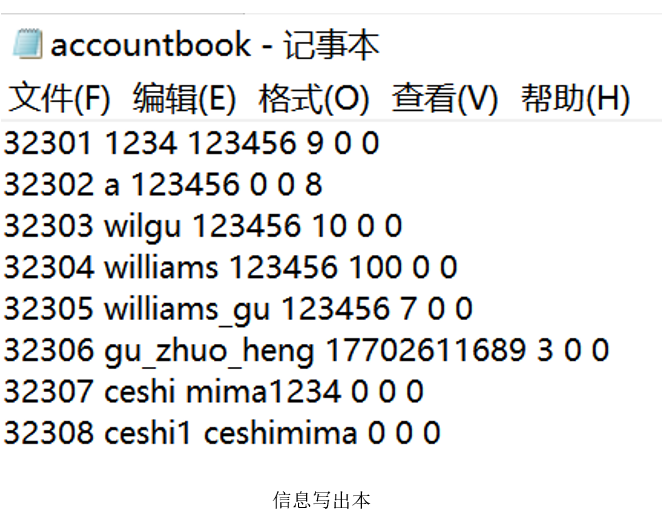 accountbook - 记事本
文件(F) 编辑(E) 格式(O) 查看(V) 帮助(H)
32301 1234 123456 9 0 0
32302 a 123456 0 0 8
32303 wilgu 123456 10 0 0
32304 williams 123456 100 0 0
32305 williams_gu 123456 7 0 0
32306 gu_zhuo_heng 17702611689 3 0 0
32307 ceshi mima1234 0 0 0
32308 ceshi1 ceshimima 0 0 0
信息写出本